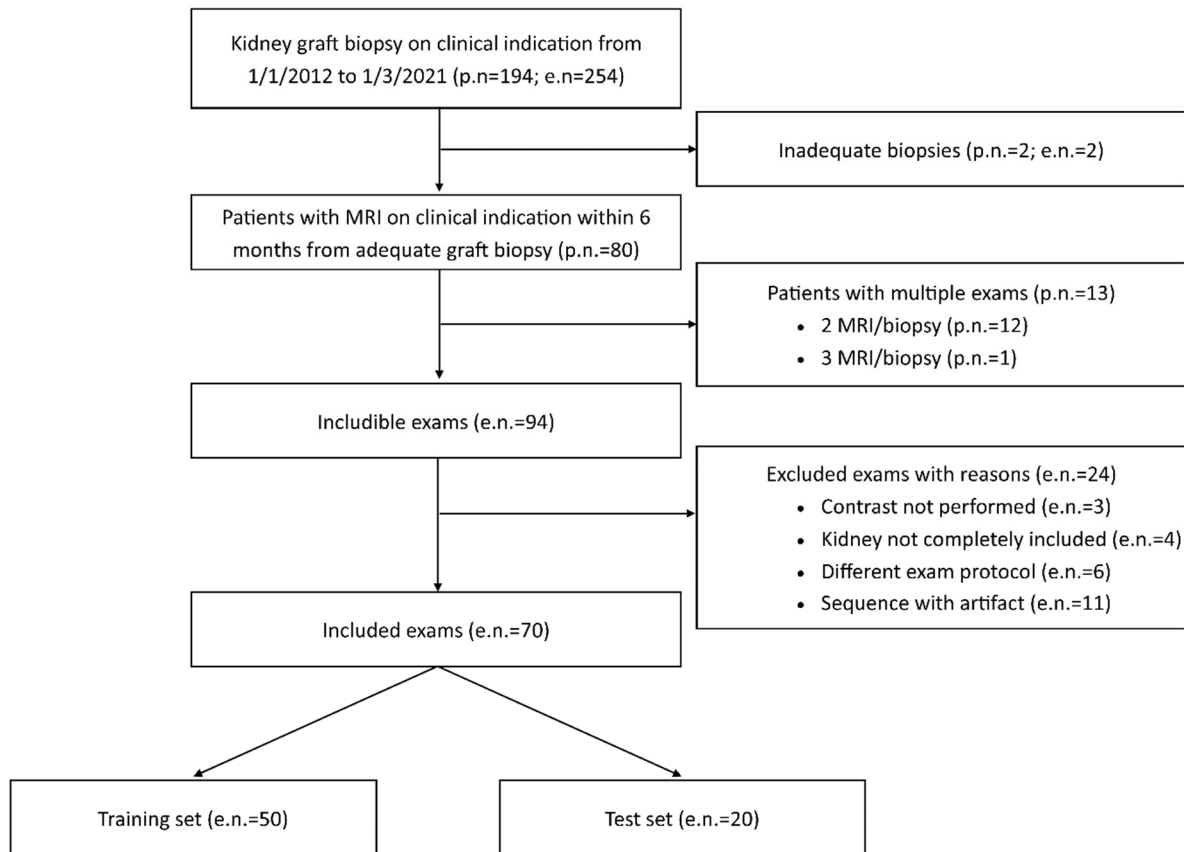 Kidney graft biopsy on clinical indication from
1/1/2012 to 1/3/2021 (p.n=194; e.n=254)
Inadequate biopsies (p.n.=2; e.n.=2)
Patients with MRI on clinical indication within 6
months from adequate graft biopsy (p.n.=80)
Patients with multiple exams (p.n.=13)
• 2 MRI/biopsy (p.n.=12)
• 3 MRI/biopsy (p.n.=1)
Includible exams (e.n.=94)
Excluded exams with reasons (e.n.=24)
• Contrast not performed (e.n.=3)
• Kidney not completely included (e.n.=4)
• Different exam protocol (e.n.=6)
• Sequence with artifact (e.n.=11)
Included exams (e.n.=70)
Training set (e.n.=50)
Test set (e.n.=20)